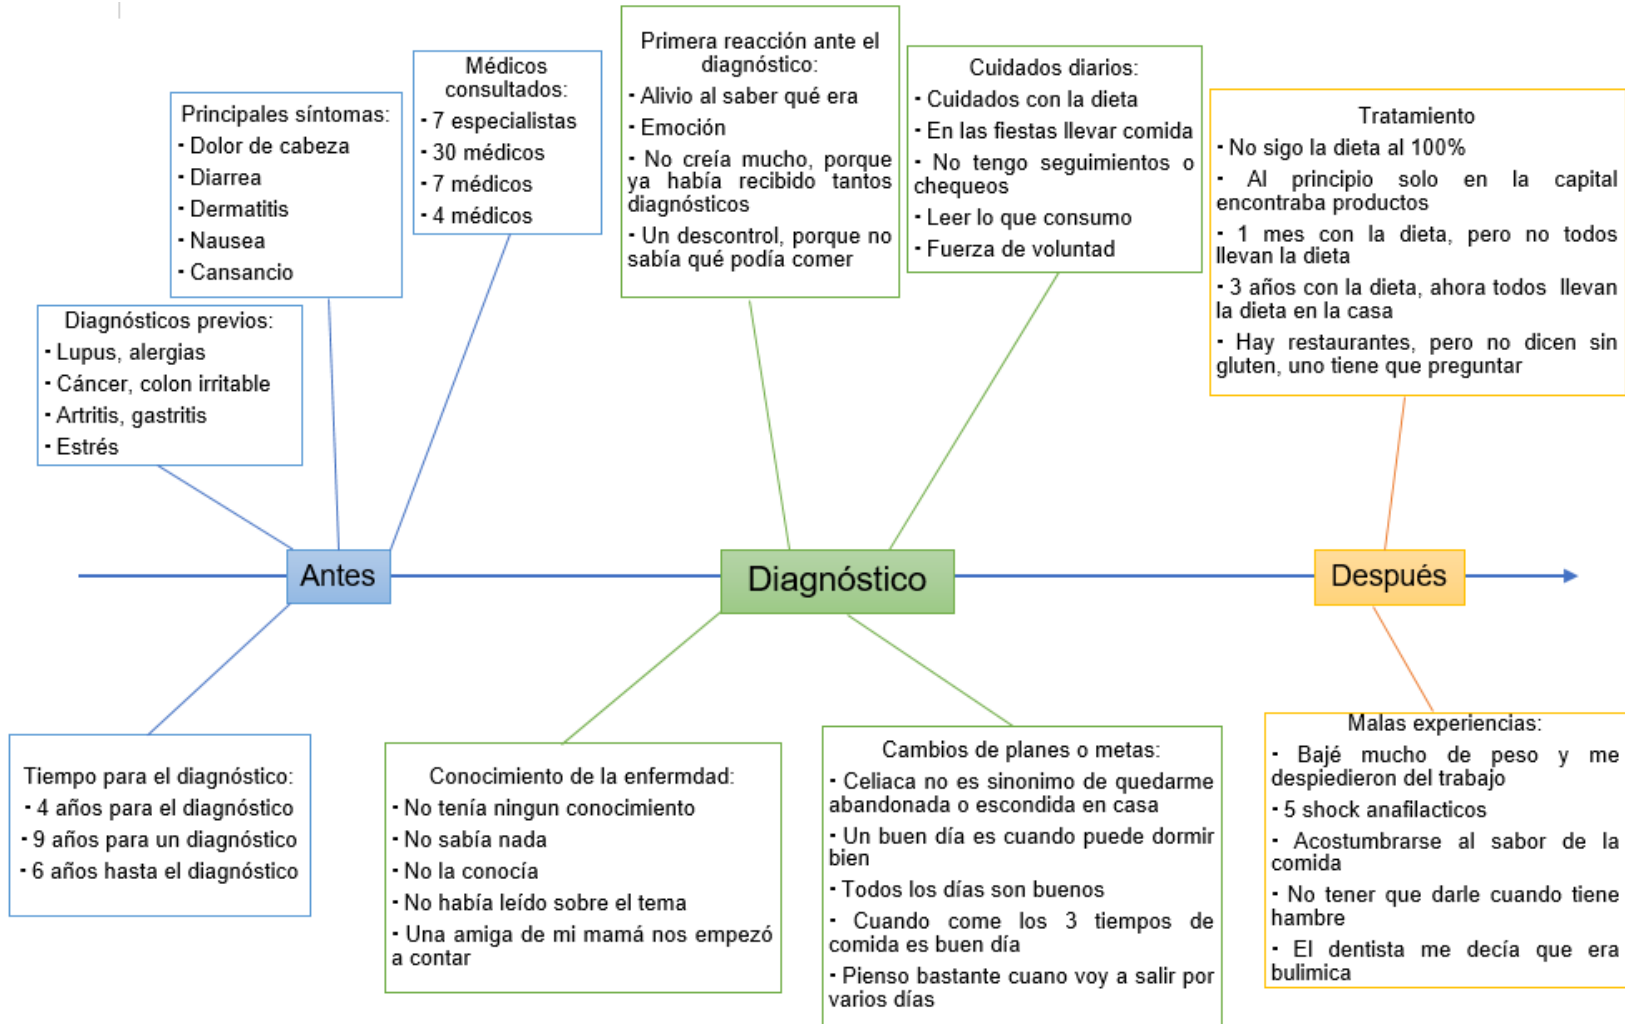 Médicos
consultados:
- 7 especialistas
- 30 médicos
- 7 médicos
- 4 médicos
Principales síntomas:
- Dolor de cabeza
- Diarrea
- Dermatitis
- Nausea
- Cansancio
Diagnósticos previos:
- Lupus, alergias
- Cáncer, colon irritable
- Artritis, gastritis
- Estrés
Primera reacción ante el
diagnóstico:
- Alivio al saber qué era
- Emoción
- No creía mucho, porque
ya había recibido tantos
diagnósticos
- Un descontrol, porque no
sabía qué podía comer
Cuidados diarios:
- Cuidados con la dieta
- En las fiestas llevar comida
- No tengo seguimientos o
chequeos
- Leer lo que consumo
- Fuerza de voluntad
Tratamiento
- No sigo la dieta al 100%
- Al principio solo en la capital
encontraba productos
- 1 mes con la dieta, pero no todos
llevan la dieta
- 3 años con la dieta, ahora todos llevan
la dieta en la casa
- Hay restaurantes, pero no dicen sin
gluten, uno tiene que preguntar
Antes
Diagnóstico
Después
Tiempo para el diagnóstico:
- 4 años para el diagnóstico
- 9 años para un diagnóstico
- 6 años hasta el diagnóstico
Conocimiento de la enfermdad:
- No tenía ningun conocimiento
- No sabía nada
- No la conocía
- No había leído sobre el tema
- Una amiga de mi mamá nos empezó
a contar
Cambios de planes o metas:
- Celiaca no es sinonimo de quedarme
abandonada o escondida en casa
- Un buen día es cuando puede dormir
bien
- Todos los días son buenos
- Cuando come los 3 tiempos de
comida es buen día
- Pienso bastante cuano voy a salir por
varios días
Malas experiencias:
- Bajé mucho de peso y me
despiedieron del trabajo
- 5 shock anafilacticos
- Acostumbrarse al sabor de la
comida
- No tener que darle cuando tiene
hambre
- El dentista me decía que era
bulimica